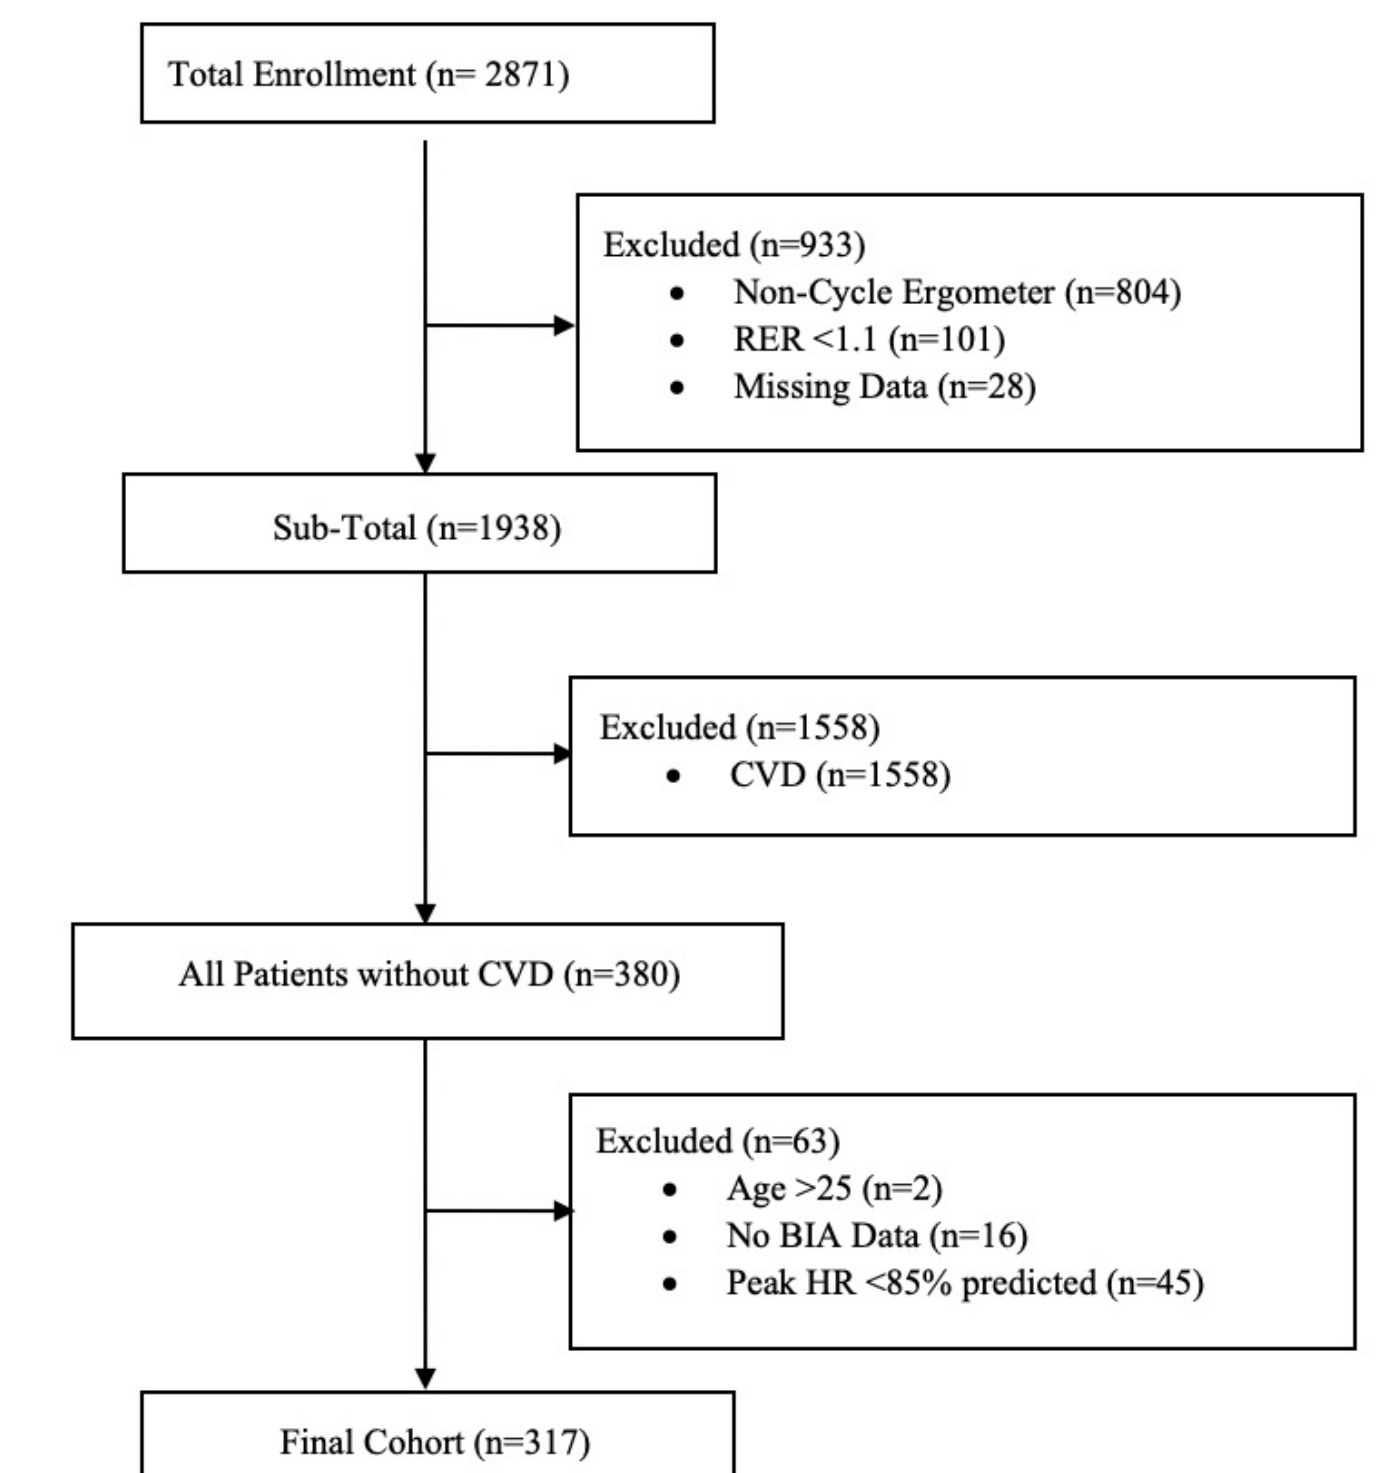 Total Enrollment (n= 2871)
Excluded (n=933)
• Non-Cycle Ergometer (n=804)
• RER <1.1 (n=101)
• Missing Data (n=28)
Sub-Total (n=1938)
Excluded (n=1558)
• CVD (n=1558)
All Patients without CVD (n=380)
Excluded (n=63)
• Age >25 (n=2)
• No BIA Data (n=16)
• Peak HR <85% predicted (n=45)
Final Cohort (n=317)